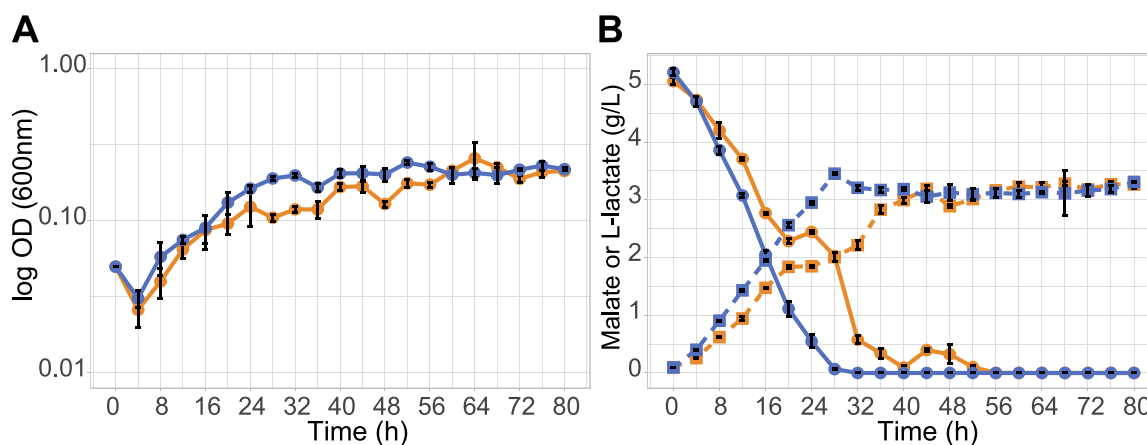 A
log OD (600nm)
1.00
0.10
0.01
0 8 16 24 32 40 48 56 64 72 80
Time (h)
B
Malate or L-lactate (g/L)
5
4
3
2
1
0
0 8 16 24 32 40 48 56 64 72 80
Time (h)